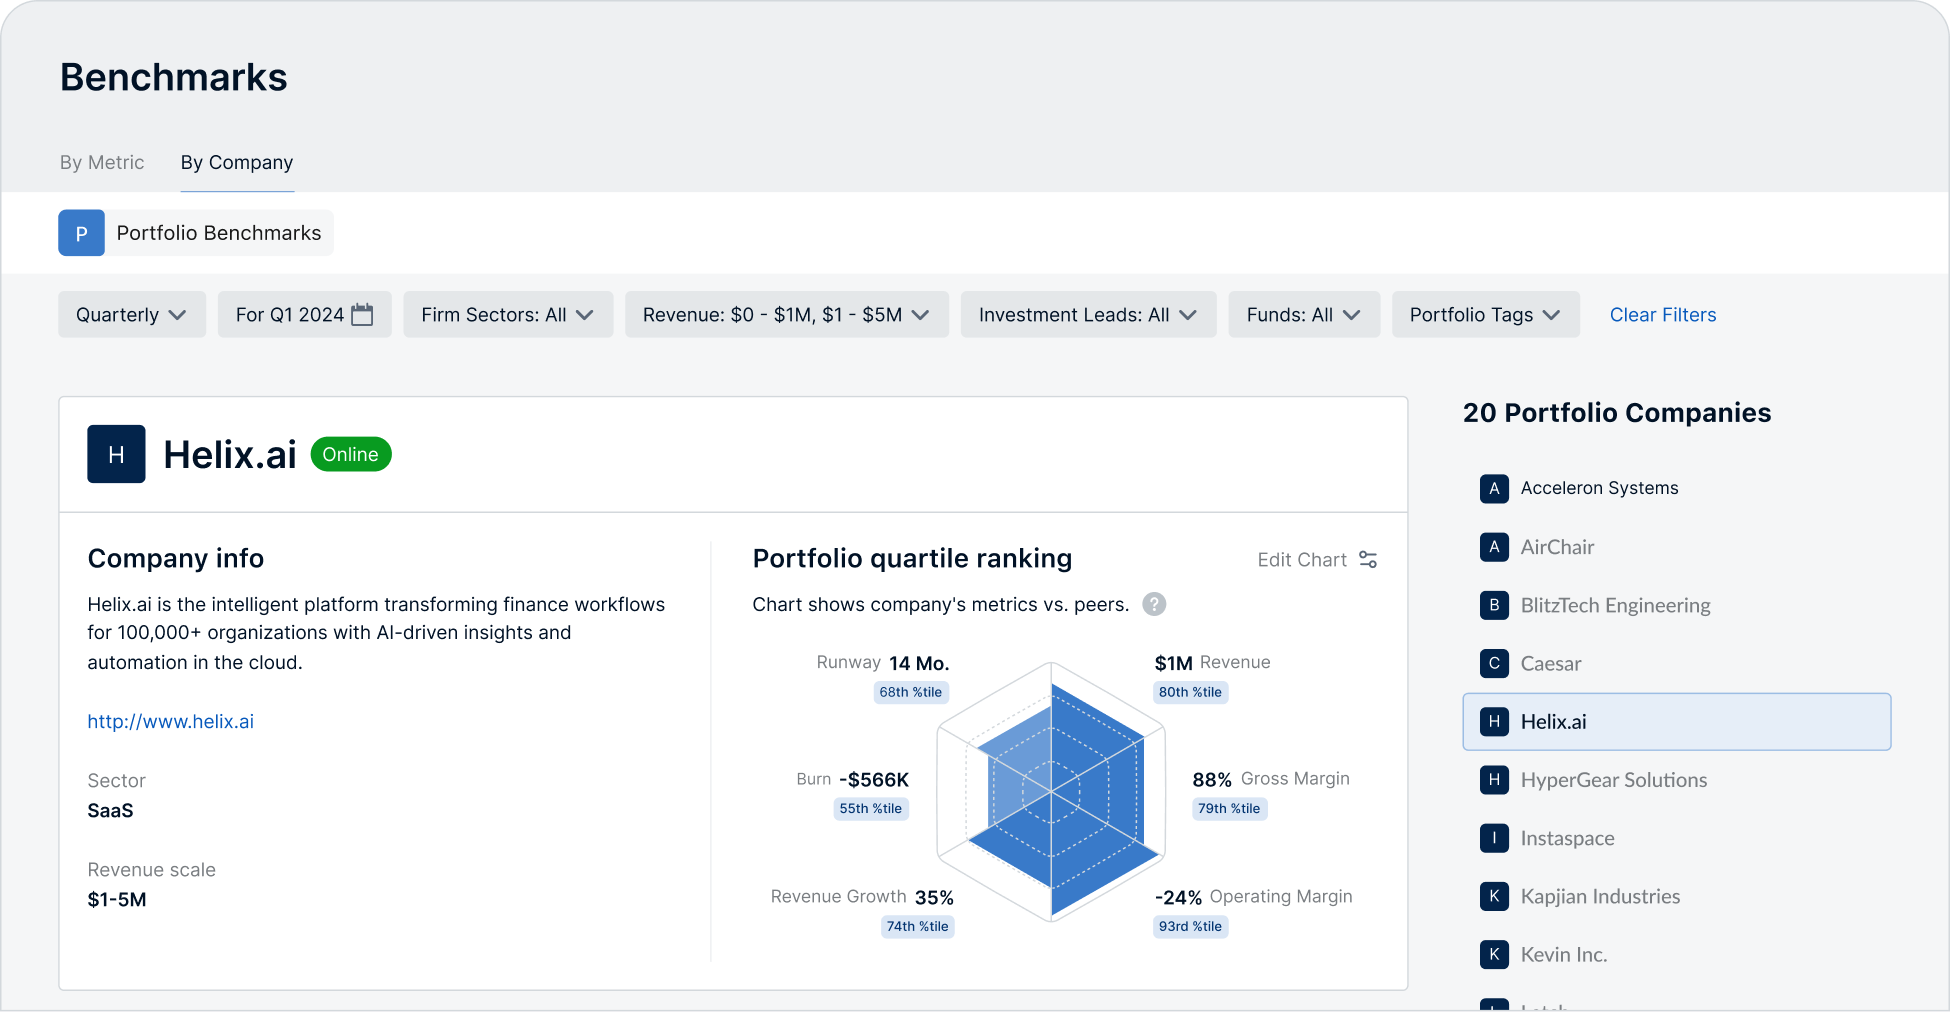 Benchmarks
By Metric
By Company
P
Portfolio Benchmarks
Quarterly
For Q1 2024
Firm Sectors: All
Revenue: $0 - $1M, $1 - $5M
Investment Leads: All
Funds: All
Portfolio Tags
Clear Filters
H
Helix.ai
Online
Company info
Helix.ai is the intelligent platform transforming finance workflows
for 100,000+ organizations with AI-driven insights and
automation in the cloud.
http://www.helix.ai
Sector
SaaS
Revenue scale
$1-5M
Portfolio quartile ranking
Edit Chart
Chart shows company's metrics vs. peers.
?
Runway 14 Mo.
68th %tile
$1M Revenue
80th %tile
Burn -$566K
55th %tile
88% Gross Margin
79th %tile
Revenue Growth 35%
74th %tile
-24% Operating Margin
93rd %tile
20 Portfolio Companies
A Acceleron Systems
A AirChair
B BlitzTech Engineering
C Caesar
H Helix.ai
H HyperGear Solutions
I Instaspace
K Kapjian Industries
K Kevin Inc.